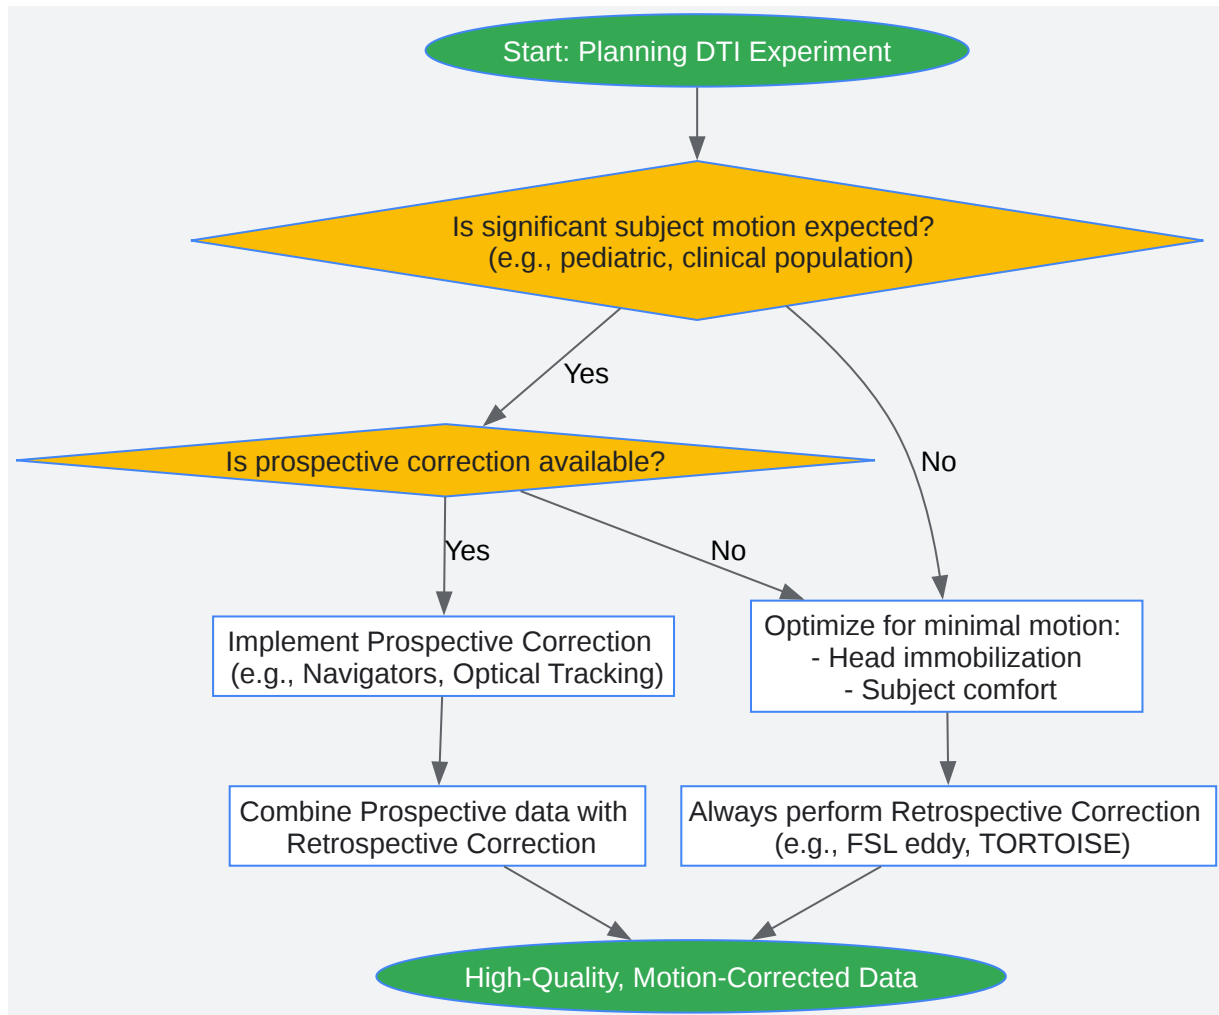 Start: Planning DTI Experiment
Is significant subject motion expected?
(e.g., pediatric, clinical population)
Yes
No
Is prospective correction available?
Yes
No
Implement Prospective Correction
(e.g., Navigators, Optical Tracking)
Optimize for minimal motion:
- Head immobilization
- Subject comfort
Combine Prospective data with
Retrospective Correction
Always perform Retrospective Correction
(e.g., FSL eddy, TORTOISE)
High-Quality, Motion-Corrected Data